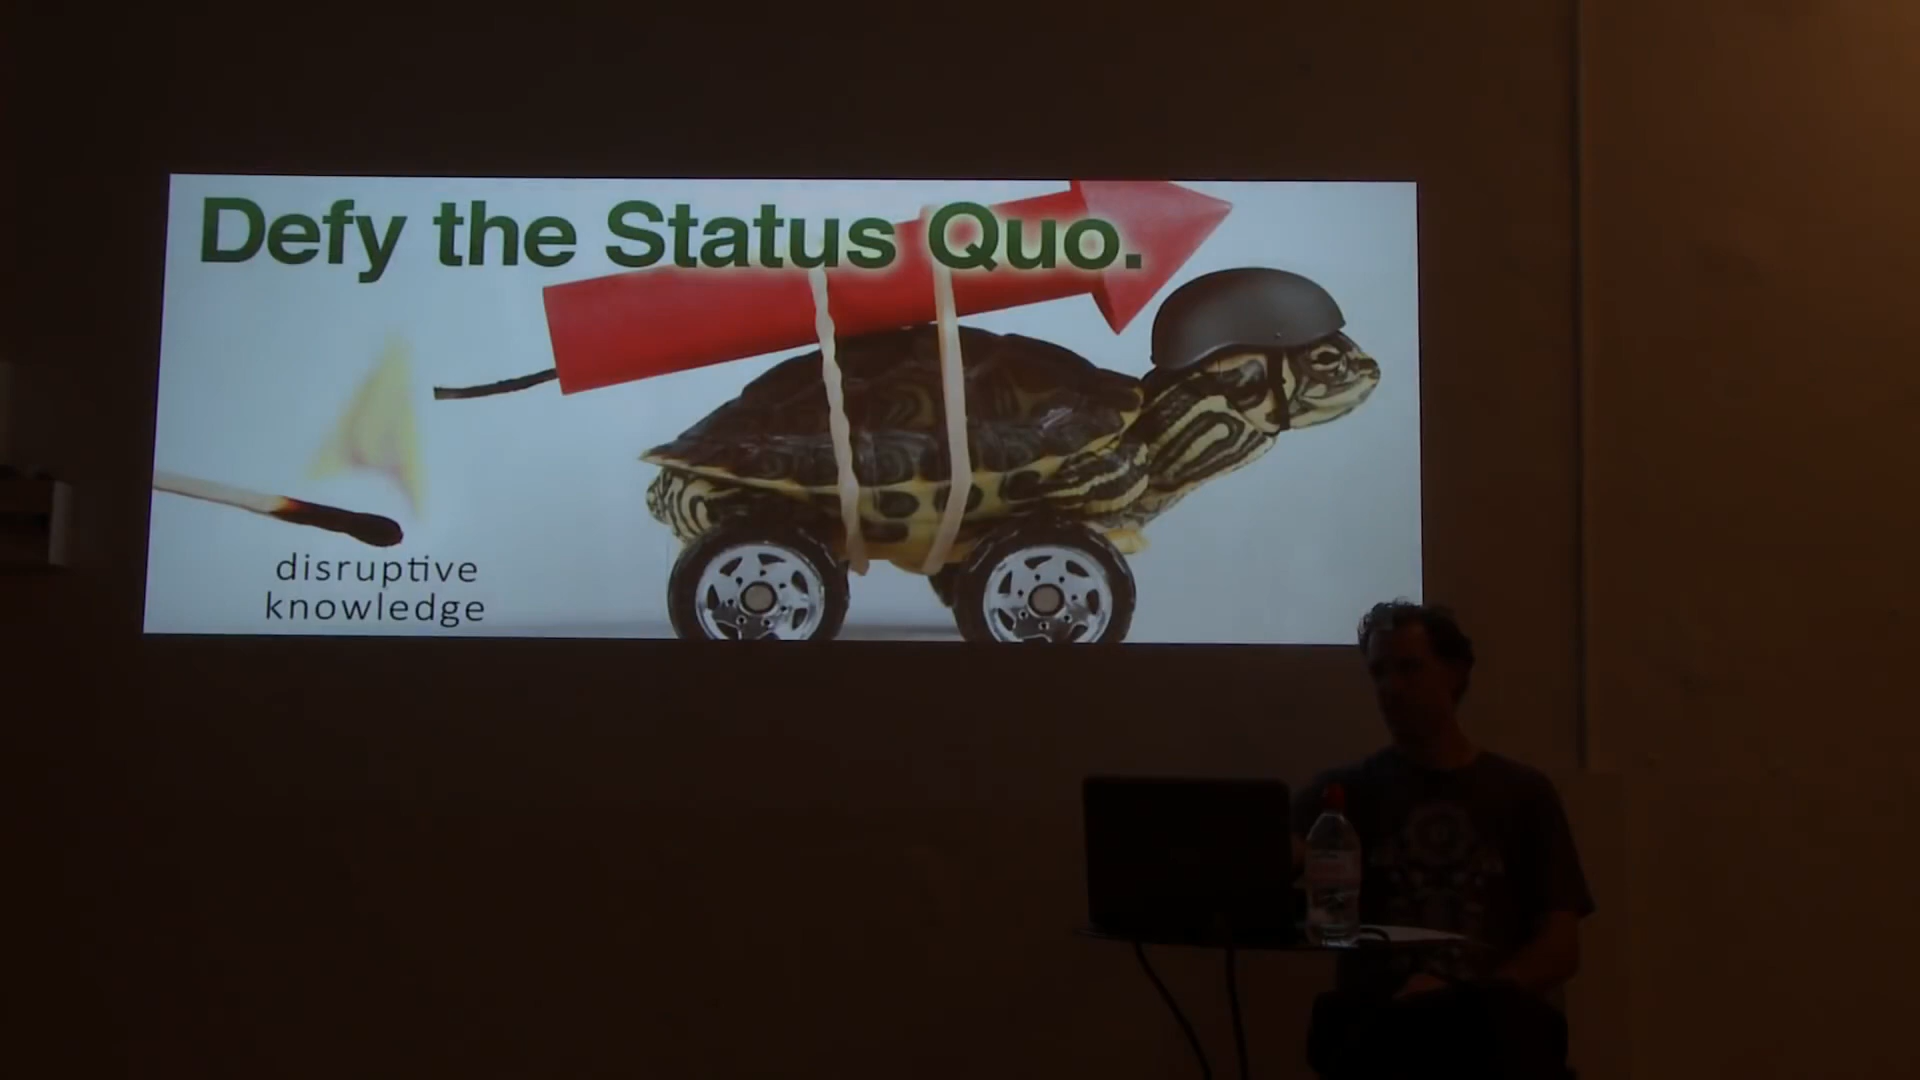 Defy the Status Quo.
disruptive
knowledge